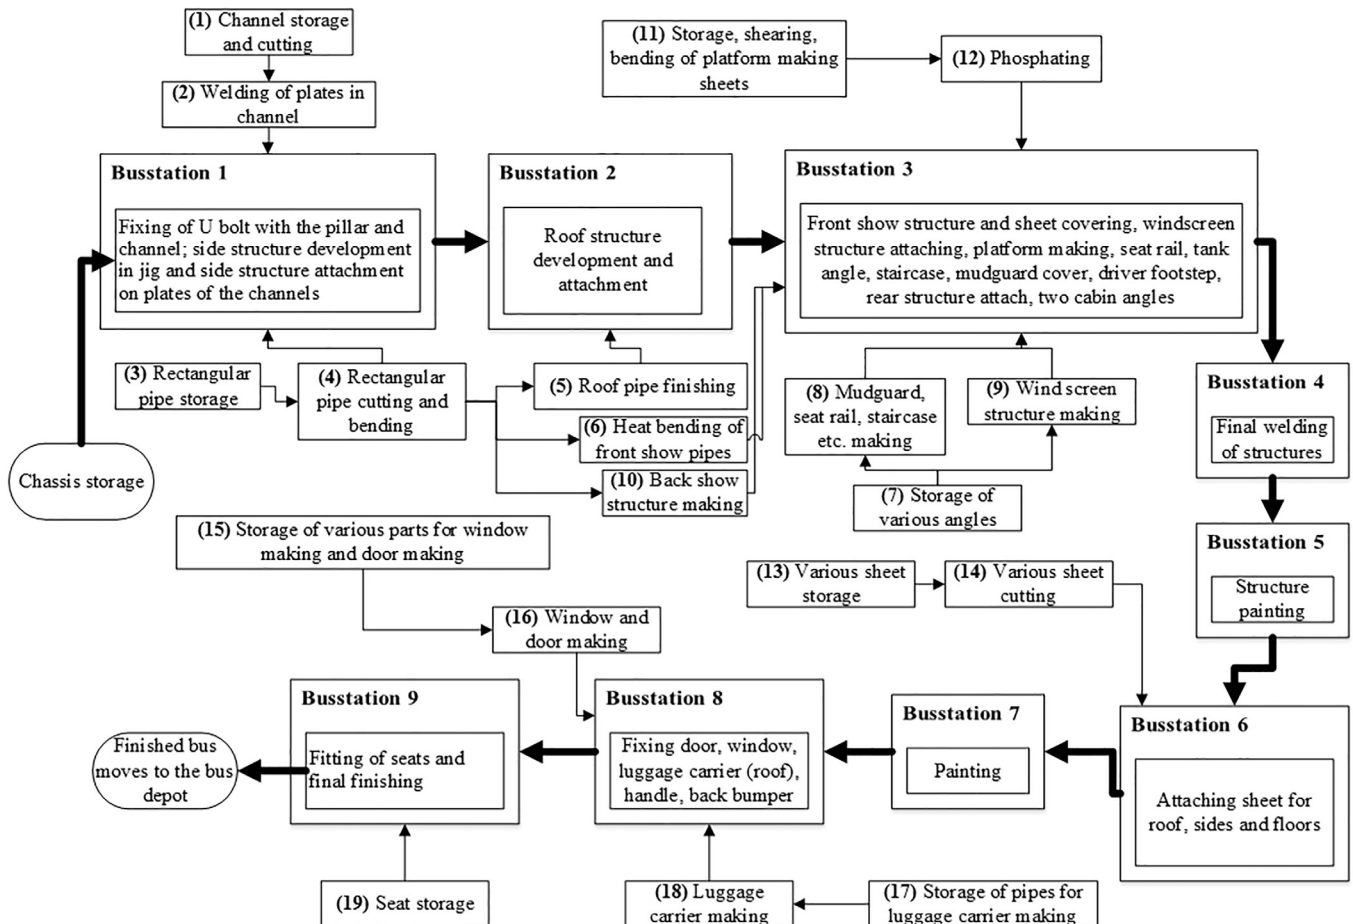 (1) Channel storage
and cutting
(2) Welding of plates in
channel
(11) Storage, shearing,
bending of platform making
sheets
(12) Phosphating
Busstation 1
Fixing of U bolt with the pillar and
channel; side structure development
in jig and side structure attachment
on plates of the channels
Busstation 2
Roof structure
development and
attachment
Busstation 3
Front show structure and sheet covering, windscreen
structure attaching, platform making, seat rail, tank
angle, staircase, mudguard cover, driver footstep,
rear structure attach, two cabin angles
(3) Rectangular
pipe storage
(4) Rectangular
pipe cutting and
bending
(5) Roof pipe finishing
(6) Heat bending of
front show pipes
(10) Back show
structure making
(8) Mudguard,
seat rail, staircase
etc. making
(9) Wind screen
structure making
(7) Storage of
various angles
Busstation 4
Final welding
of structures
Chassis storage
Busstation 5
Structure
painting
(15) Storage of various parts for window
making and door making
(13) Various sheet
storage
(14) Various sheet
cutting
(16) Window and
door making
Busstation 9
Fitting of seats and
final finishing
Busstation 8
Fixing door, window,
luggage carrier (roof),
handle, back bumper
Busstation 7
Painting
Busstation 6
Attaching sheet for
roof, sides and floors
Finished bus
moves to the bus
depot
(19) Seat storage
(18) Luggage
carrier making
(17) Storage of pipes for
luggage carrier making